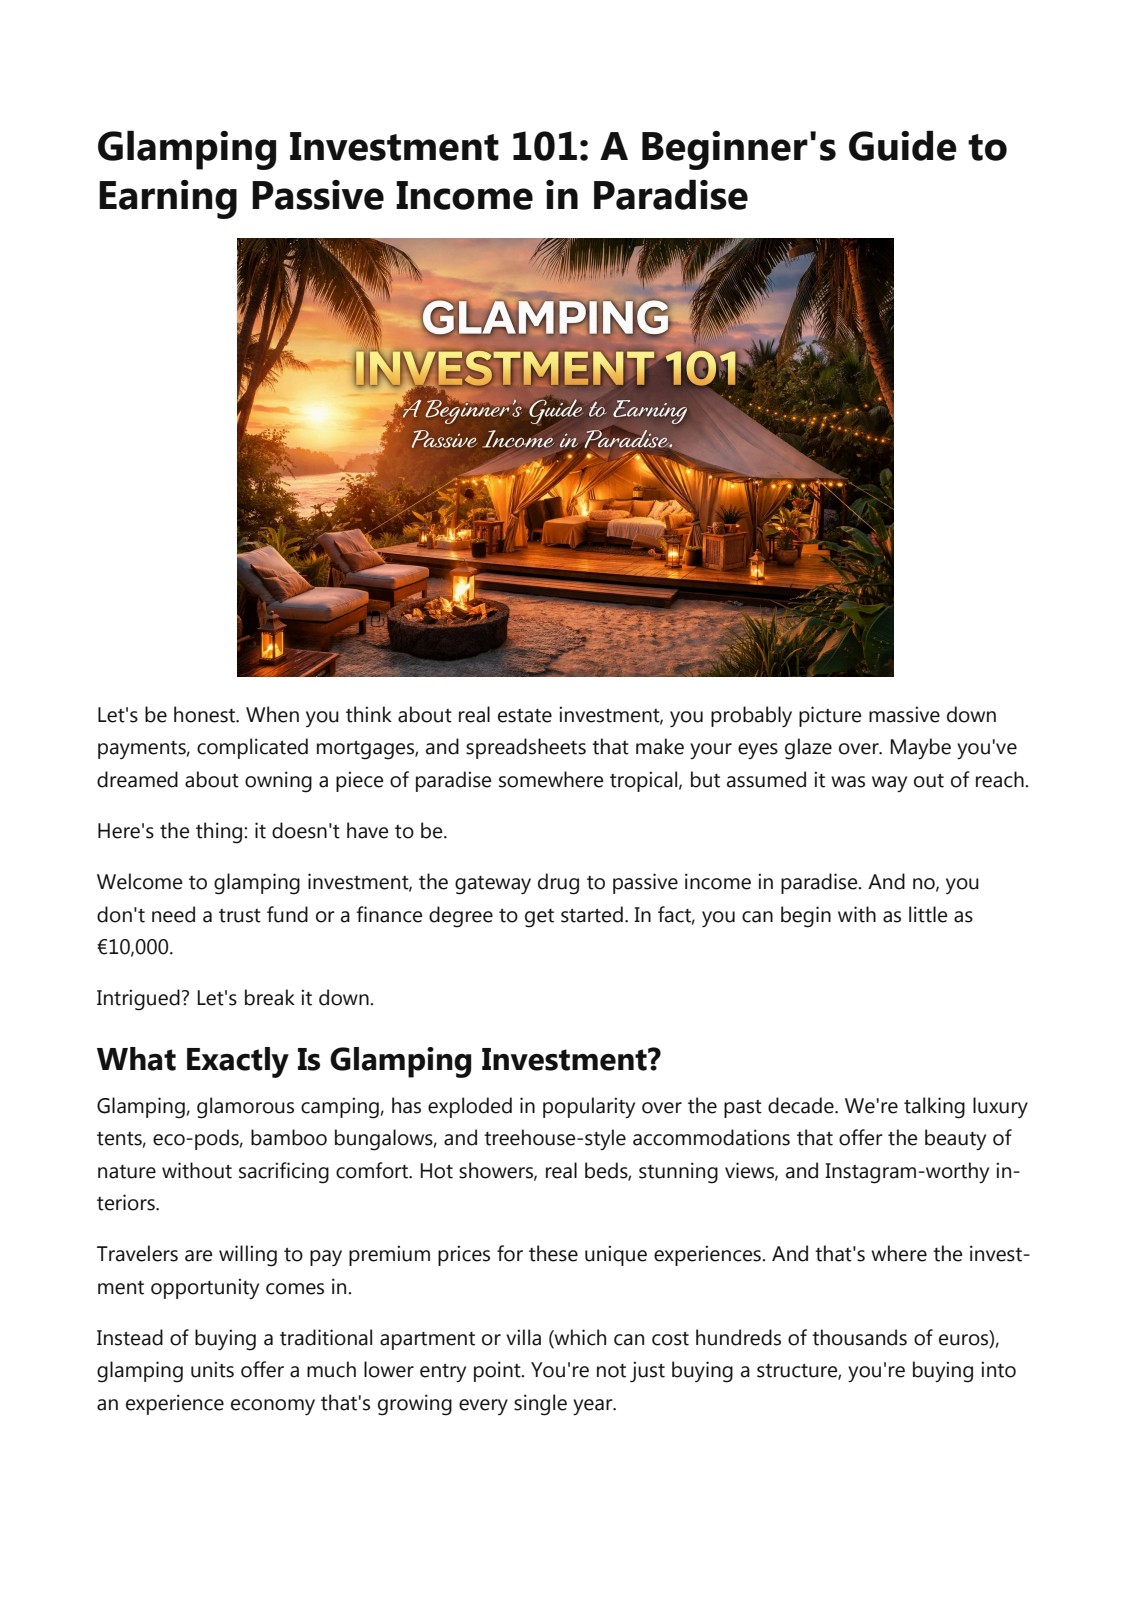 Glamping Investment 101: A Beginner's Guide to
Earning Passive Income in Paradise
GLAMPING
INVESTMENT 101
A Beginner's Guide to Earning
Passive Income in Paradise.
Let's be honest. When you think about real estate investment, you probably picture massive down
payments, complicated mortgages, and spreadsheets that make your eyes glaze over. Maybe you've
dreamed about owning a piece of paradise somewhere tropical, but assumed it was way out of reach.
Here's the thing: it doesn't have to be.
Welcome to glamping investment, the gateway drug to passive income in paradise. And no, you
don't need a trust fund or a finance degree to get started. In fact, you can begin with as little as
€10,000.
Intrigued? Let's break it down.
What Exactly Is Glamping Investment?
Glamping, glamorous camping, has exploded in popularity over the past decade. We're talking luxury
tents, eco-pods, bamboo bungalows, and treehouse-style accommodations that offer the beauty of
nature without sacrificing comfort. Hot showers, real beds, stunning views, and Instagram-worthy in-
teriors.
Travelers are willing to pay premium prices for these unique experiences. And that's where the invest-
ment opportunity comes in.
Instead of buying a traditional apartment or villa (which can cost hundreds of thousands of euros),
glamping units offer a much lower entry point. You're not just buying a structure, you're buying into
an experience economy that's growing every single year.